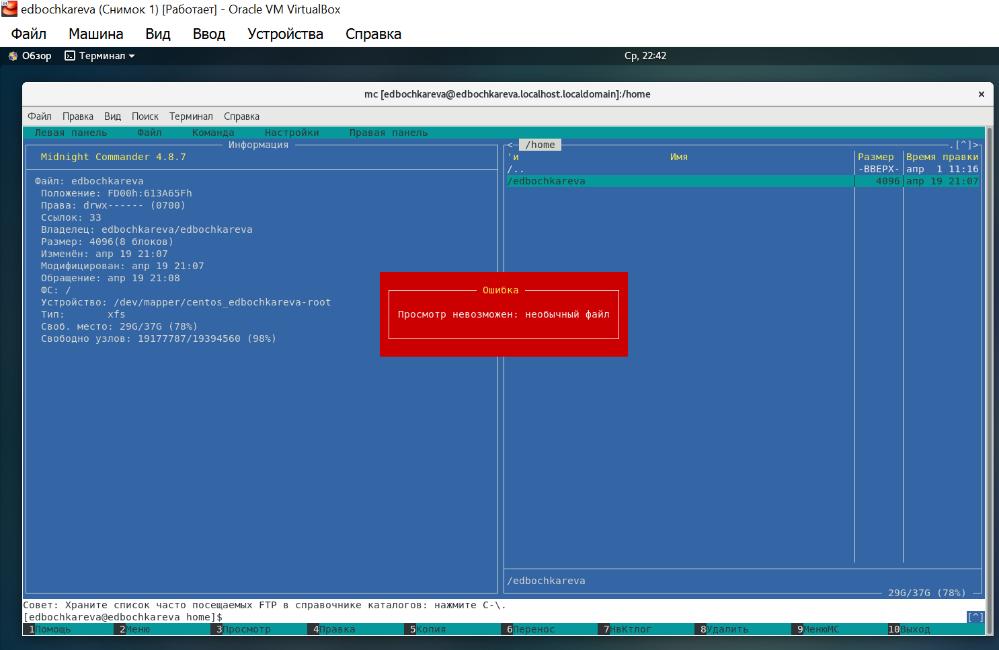 edbochkareva (Снимок 1) [Работает] - Oracle VM VirtualBox
Файл Машина Вид Ввод Устройства Справка
Обзор Терминал Ср, 22:42
mc [edbochkareva@edbochkareva.localhost.localdomain]:/home ×
Файл Правка Вид Поиск Терминал Справка
Левая панель Файл Команда Настройки Правая панель
Информация
Midnight Commander 4.8.7
Файл: edbochkareva
Положение: FD00h:613A65Fh
Права: drwx------ (0700)
Ссылок: 33
Владелец: edbochkareva/edbochkareva
Размер: 4096(8 блоков)
Изменён: апр 19 21:07
Модифицирован: апр 19 21:07
Обращение: апр 19 21:08
ФС: /
Устройство: /dev/mapper/centos_edbochkareva-root
Тип: xfs
Своб. место: 29G/37G (78%)
Свободно узлов: 19177787/19394560 (98%)
<- /home .[^]>
'и Имя Размер Время правки
/.. -ВВЕРХ- апр 1 11:16
/edbochkareva 4096 апр 19 21:07
Ошибка
Просмотр невозможен: необычный файл
/edbochkareva
29G/37G (78%)
Совет: Храните список часто посещаемых FTP в справочнике каталогов: нажмите C-\.
[edbochkareva@edbochkareva home]$ [^]
1Помощь 2Меню 3Просмотр 4Правка 5Копия 6Перенос 7НвКтлог 8Удалить 9МенюMC 10Выход